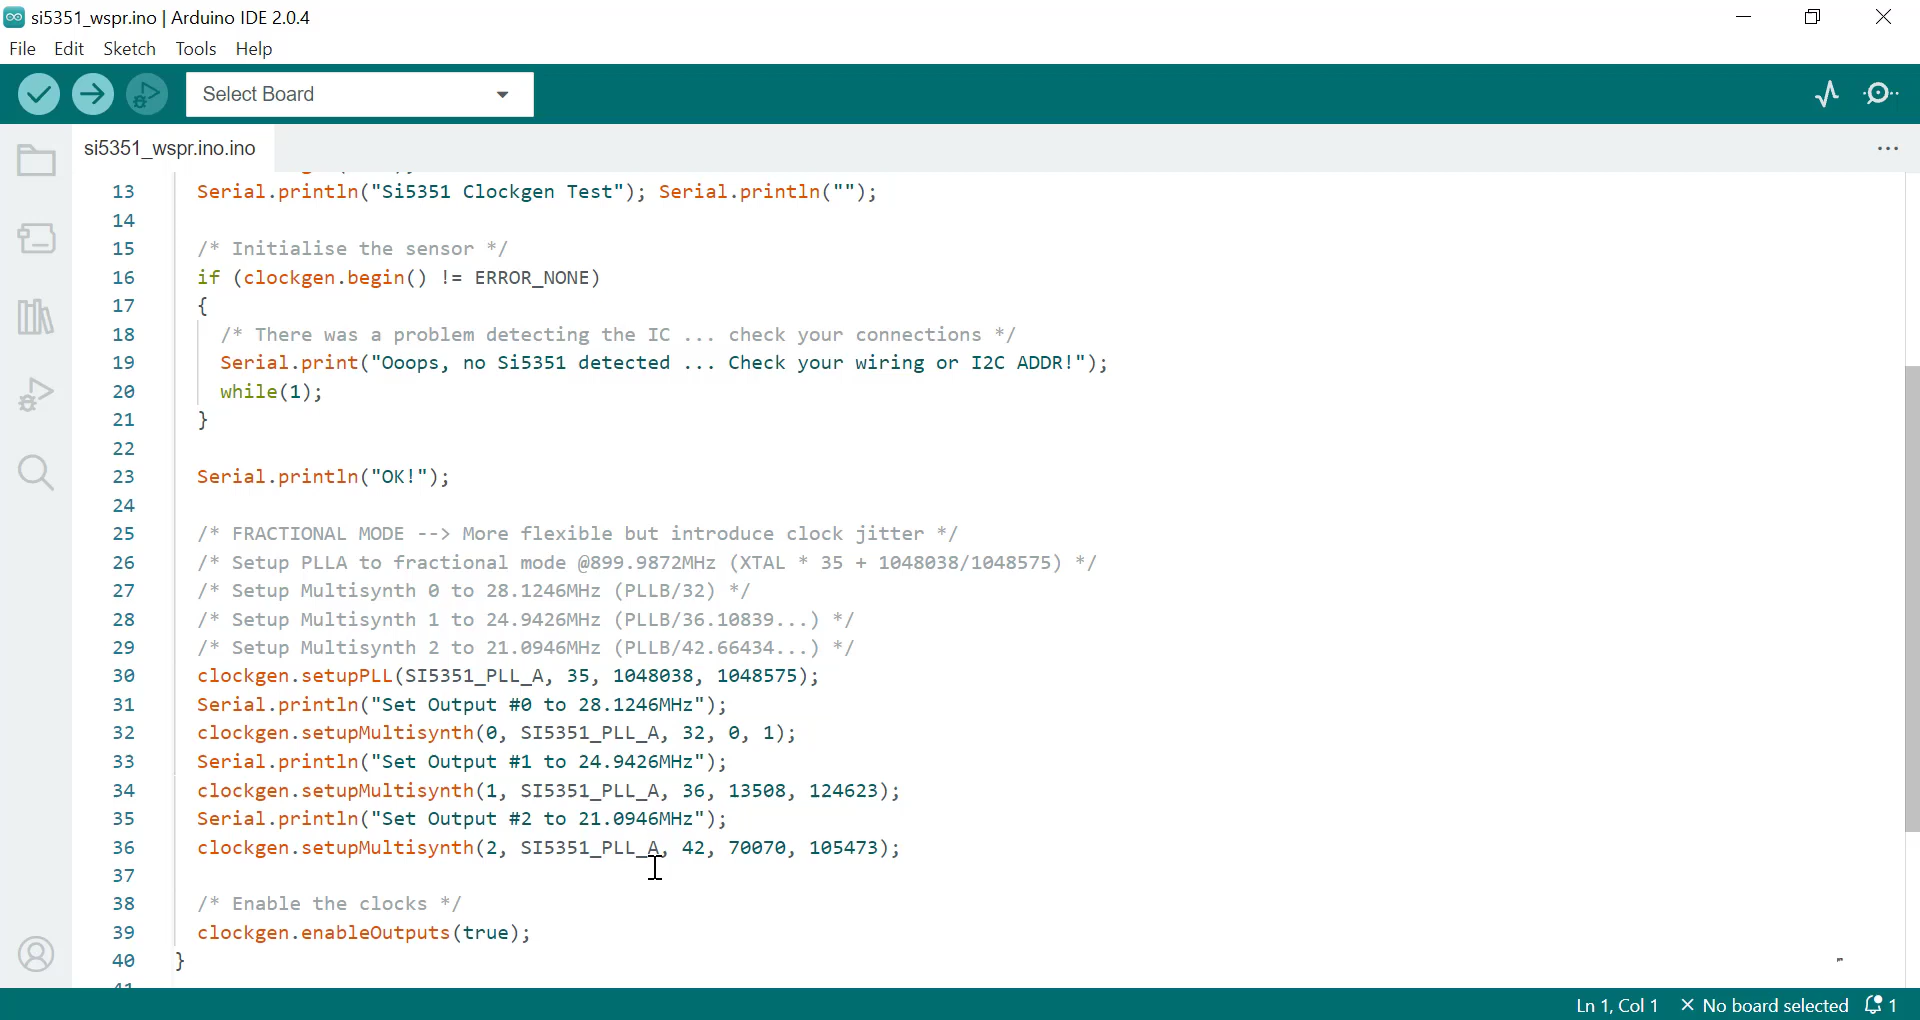 si5351_wspr.ino | Arduino IDE 2.0.4
File Edit Sketch Tools Help
Select Board
si5351_wspr.ino.ino
13 Serial.println("Si5351 Clockgen Test"); Serial.println("");
14
15 /* Initialise the sensor */
16 if (clockgen.begin() != ERROR_NONE)
17 {
18 /* There was a problem detecting the IC ... check your connections */
19 Serial.print("Ooops, no Si5351 detected ... Check your wiring or I2C ADDR!");
20 while(1);
21 }
22
23 Serial.println("OK!");
24
25 /* FRACTIONAL MODE --> More flexible but introduce clock jitter */
26 /* Setup PLLA to fractional mode @899.9872MHz (XTAL * 35 + 1048038/1048575) */
27 /* Setup Multisynth 0 to 28.1246MHz (PLLB/32) */
28 /* Setup Multisynth 1 to 24.9426MHz (PLLB/36.10839...) */
29 /* Setup Multisynth 2 to 21.0946MHz (PLLB/42.66434...) */
30 clockgen.setupPLL(SI5351_PLL_A, 35, 1048038, 1048575);
31 Serial.println("Set Output #0 to 28.1246MHz");
32 clockgen.setupMultisynth(0, SI5351_PLL_A, 32, 0, 1);
33 Serial.println("Set Output #1 to 24.9426MHz");
34 clockgen.setupMultisynth(1, SI5351_PLL_A, 36, 13508, 124623);
35 Serial.println("Set Output #2 to 21.0946MHz");
36 clockgen.setupMultisynth(2, SI5351_PLL_A, 42, 70070, 105473);
37
38 /* Enable the clocks */
39 clockgen.enableOutputs(true);
40 }
Ln 1, Col 1 No board selected 1